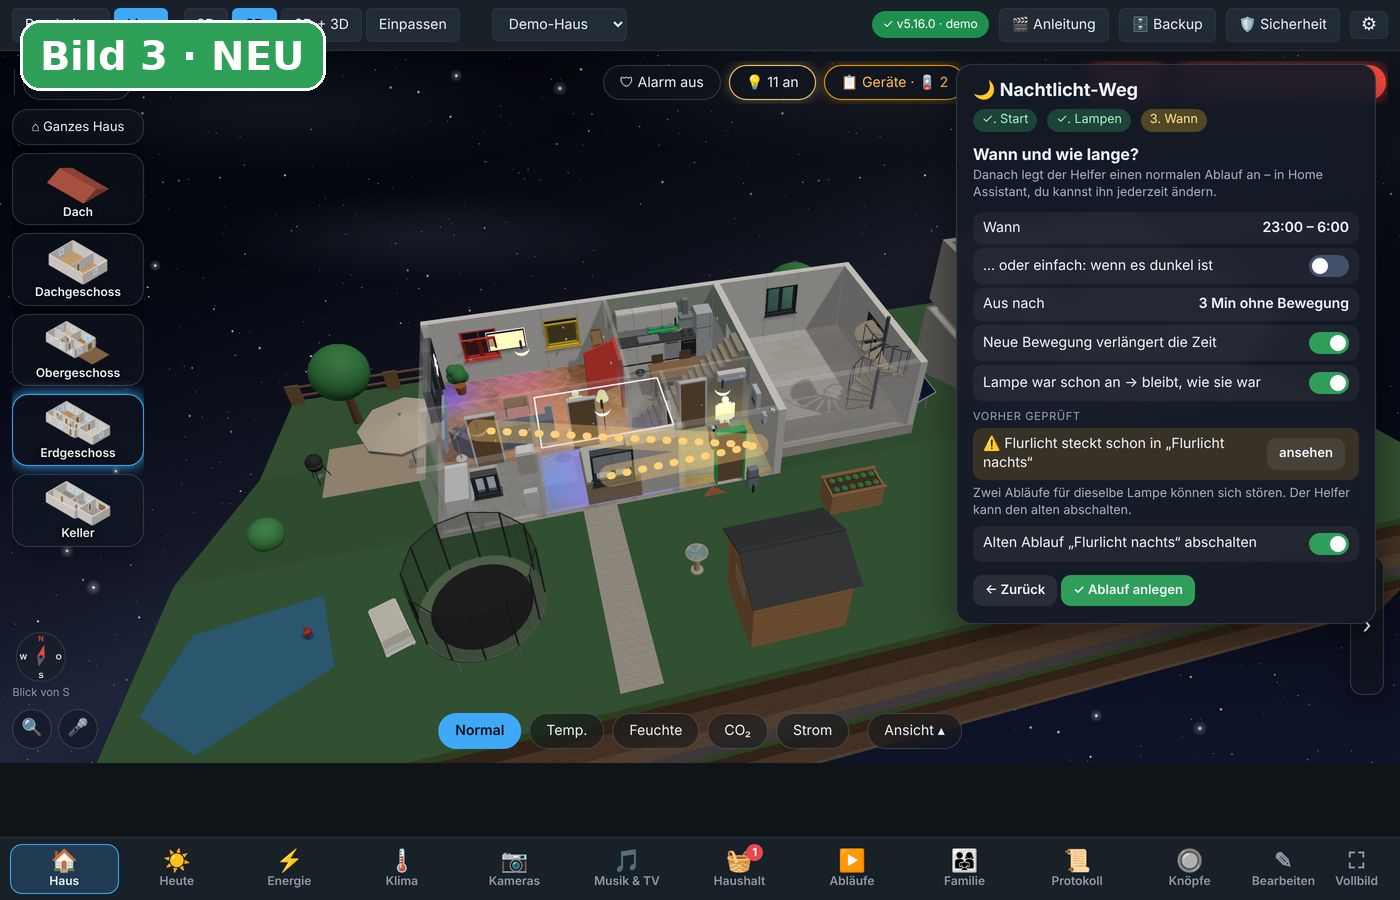 Bild 3 · NEU
+ 3D
Einpassen
Demo-Haus
✓ v5.16.0 · demo
🎬 Anleitung
🗄️ Backup
🛡️ Sicherheit
⚙
🛡 Alarm aus
💡 11 an
📋 Geräte · 🪫 2
⌂ Ganzes Haus
Dach
Dachgeschoss
Obergeschoss
Erdgeschoss
Keller
N
W
O
S
Blick von S
🌙 Nachtlicht-Weg
✓. Start
✓. Lampen
3. Wann
Wann und wie lange?
Danach legt der Helfer einen normalen Ablauf an – in Home
Assistant, du kannst ihn jederzeit ändern.
Wann
23:00 – 6:00
... oder einfach: wenn es dunkel ist
Aus nach
3 Min ohne Bewegung
Neue Bewegung verlängert die Zeit
Lampe war schon an → bleibt, wie sie war
VORHER GEPRÜFT
⚠️ Flurlicht steckt schon in „Flurlicht
nachts“
ansehen
Zwei Abläufe für dieselbe Lampe können sich stören. Der Helfer
kann den alten abschalten.
Alten Ablauf „Flurlicht nachts“ abschalten
← Zurück
✓ Ablauf anlegen
›
Normal
Temp.
Feuchte
CO₂
Strom
Ansicht ▴
Haus
Heute
Energie
Klima
Kameras
Musik & TV
1
Haushalt
Abläufe
Familie
Protokoll
Knöpfe
Bearbeiten
Vollbild